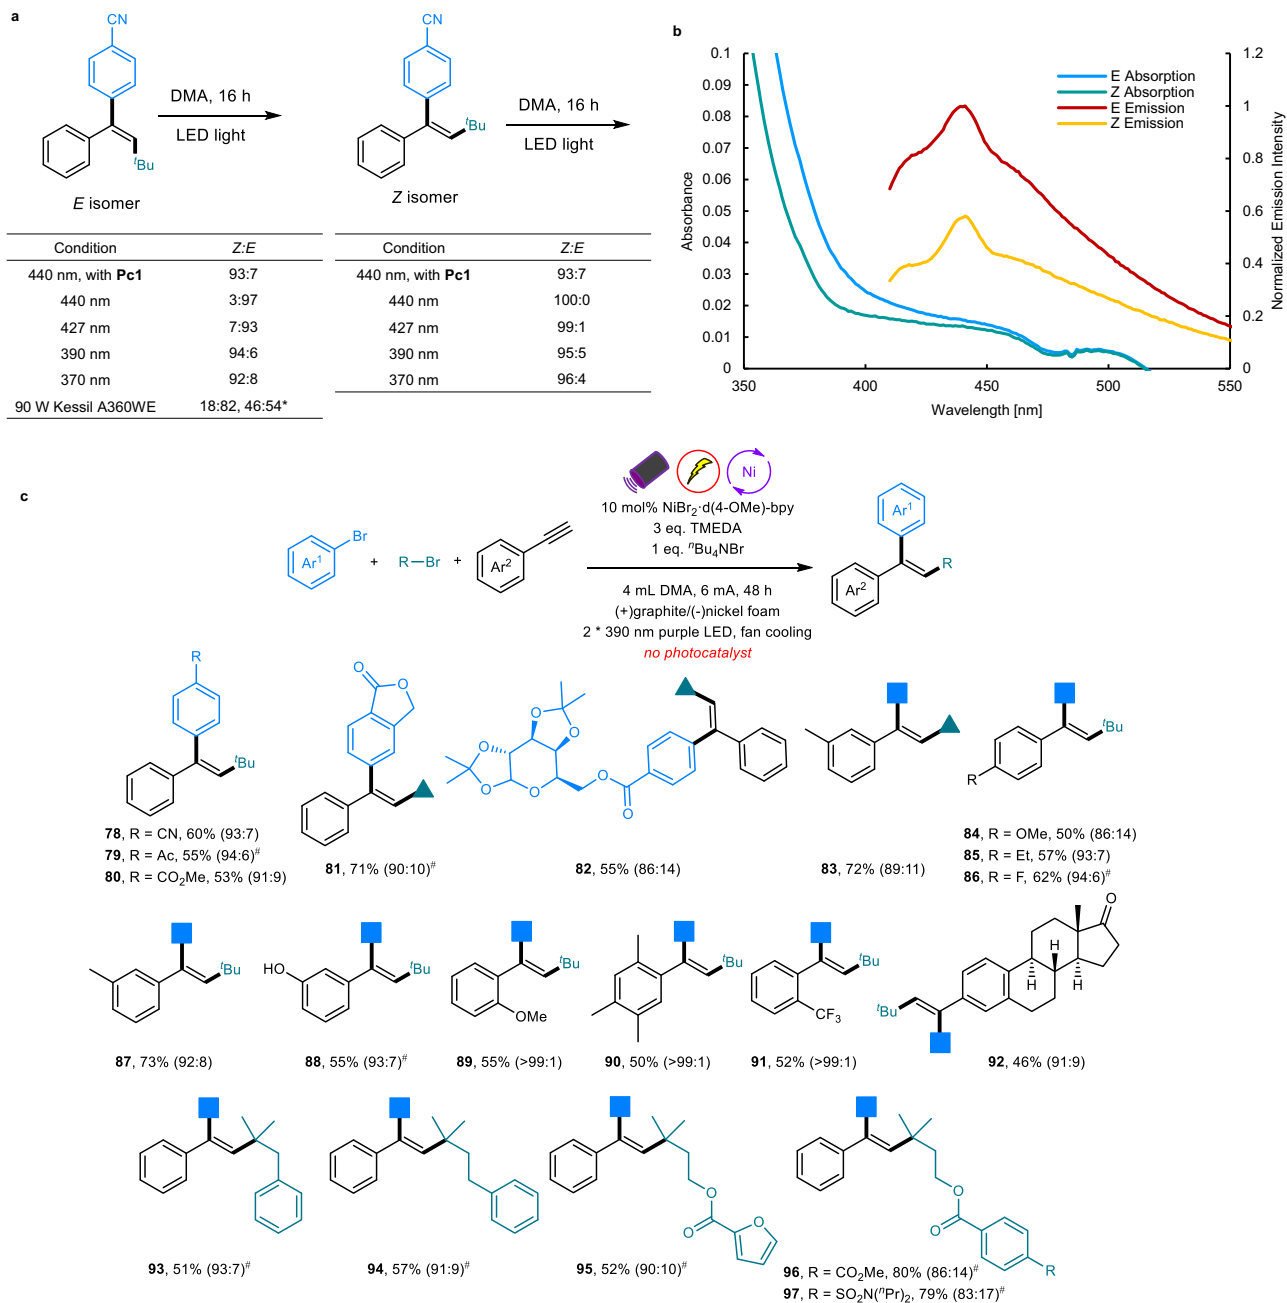 a
CN
CN
DMA, 16 h
LED light
DMA, 16 h
LED light
tBu
tBu
E isomer
Z isomer
Condition Z:E
440 nm, with Pc1 93:7
440 nm 3:97
427 nm 7:93
390 nm 94:6
370 nm 92:8
90 W Kessil A360WE 18:82, 46:54*
Condition Z:E
440 nm, with Pc1 93:7
440 nm 100:0
427 nm 99:1
390 nm 95:5
370 nm 96:4
b
E Absorption
Z Absorption
E Emission
Z Emission
Absorbance
0.1
0.09
0.08
0.07
0.06
0.05
0.04
0.03
0.02
0.01
0
1.2
1
0.8
0.6
0.4
0.2
0
Normalized Emission Intensity
350 400 450 500 550
Wavelength [nm]
c
Ar1 Br + R—Br + Ar2
Ni
10 mol% NiBr2·d(4-OMe)-bpy
3 eq. TMEDA
1 eq. nBu4NBr
4 mL DMA, 6 mA, 48 h
(+)graphite/(-)nickel foam
2 * 390 nm purple LED, fan cooling
no photocatalyst
Ar1
Ar2 R
R
tBu
78, R = CN, 60% (93:7)
79, R = Ac, 55% (94:6)#
80, R = CO2Me, 53% (91:9)
O
O
81, 71% (90:10)#
O
O
O
O
O
O
O
82, 55% (86:14)
83, 72% (89:11)
tBu
R
84, R = OMe, 50% (86:14)
85, R = Et, 57% (93:7)
86, R = F, 62% (94:6)#
tBu
87, 73% (92:8)
HO
tBu
88, 55% (93:7)#
tBu
OMe
89, 55% (>99:1)
tBu
90, 50% (>99:1)
tBu
CF3
91, 52% (>99:1)
O
H
H
H
tBu
92, 46% (91:9)
93, 51% (93:7)#
94, 57% (91:9)#
O
O
O
95, 52% (90:10)#
O
O
R
96, R = CO2Me, 80% (86:14)#
97, R = SO2N(nPr)2, 79% (83:17)#